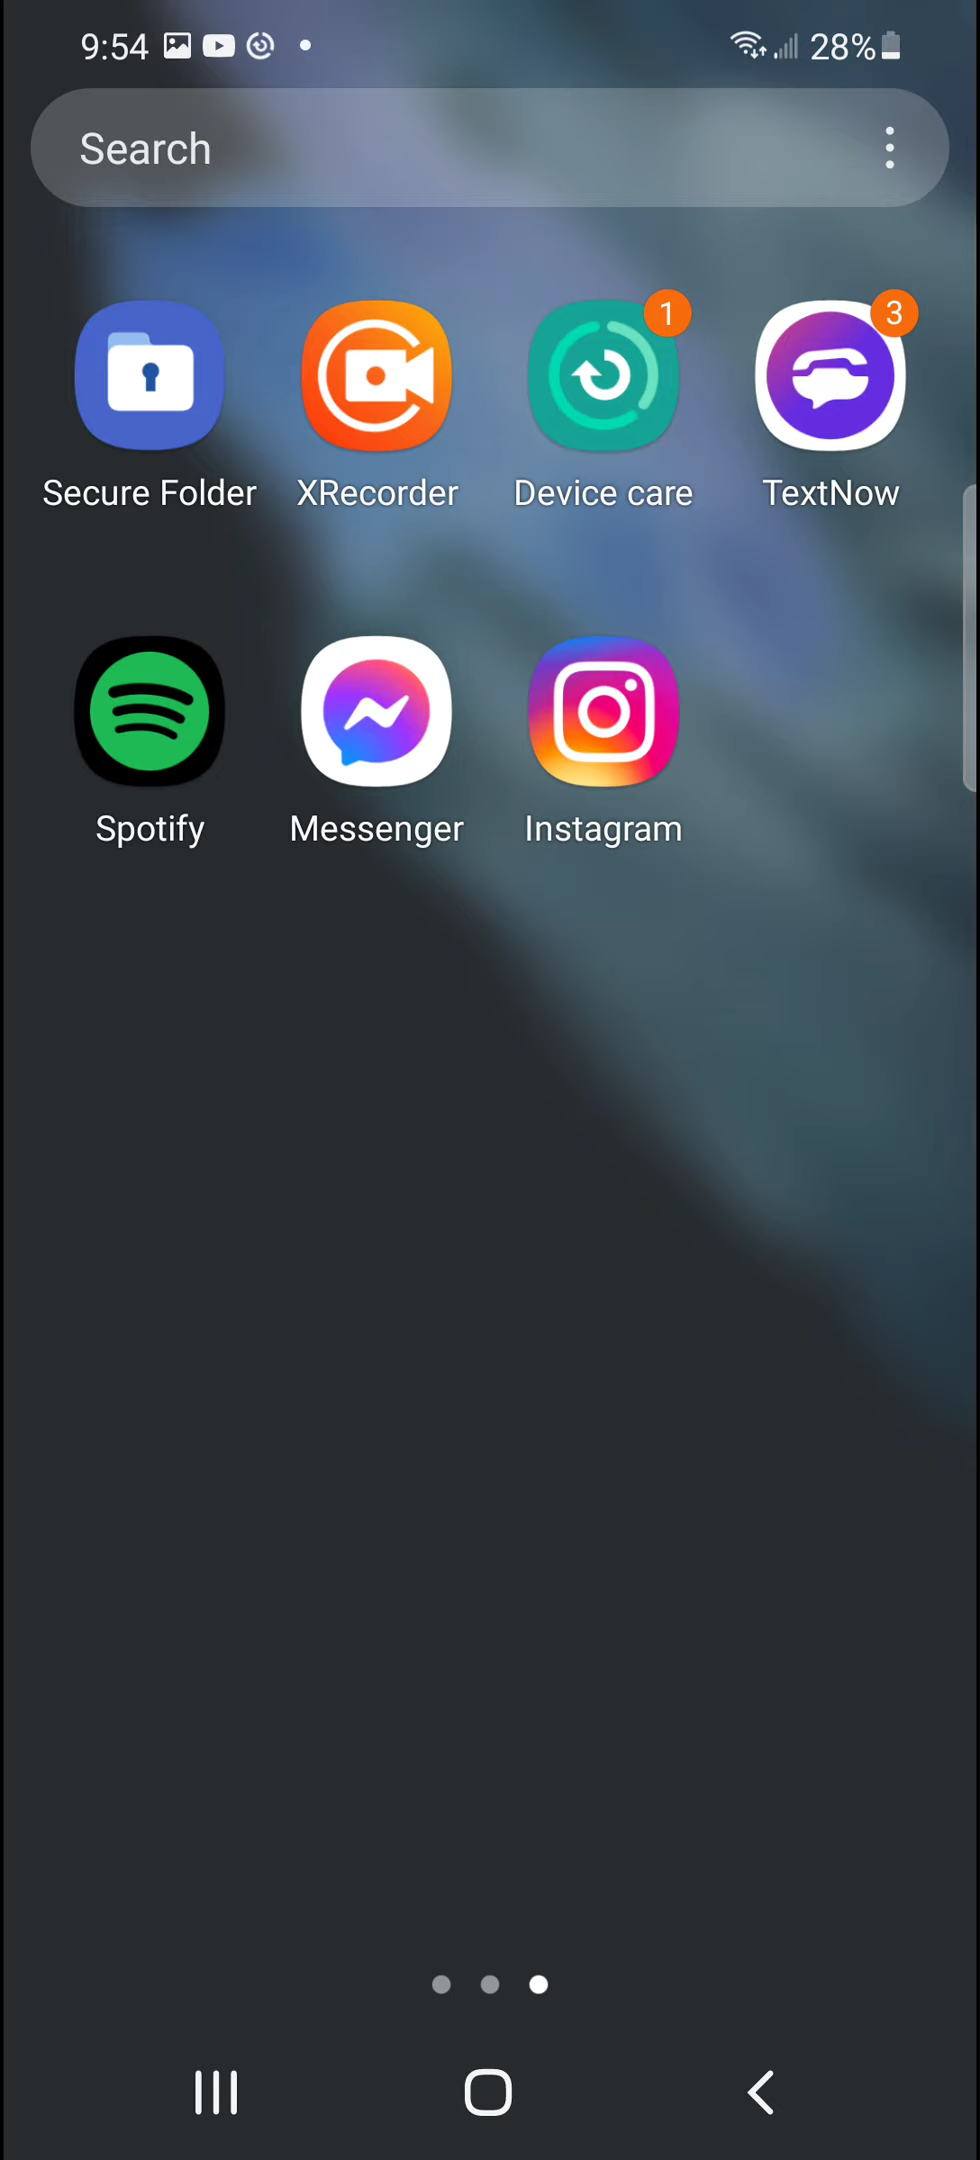 9:54 28%
Search
1 3
Secure Folder XRecorder Device care TextNow
Spotify Messenger Instagram